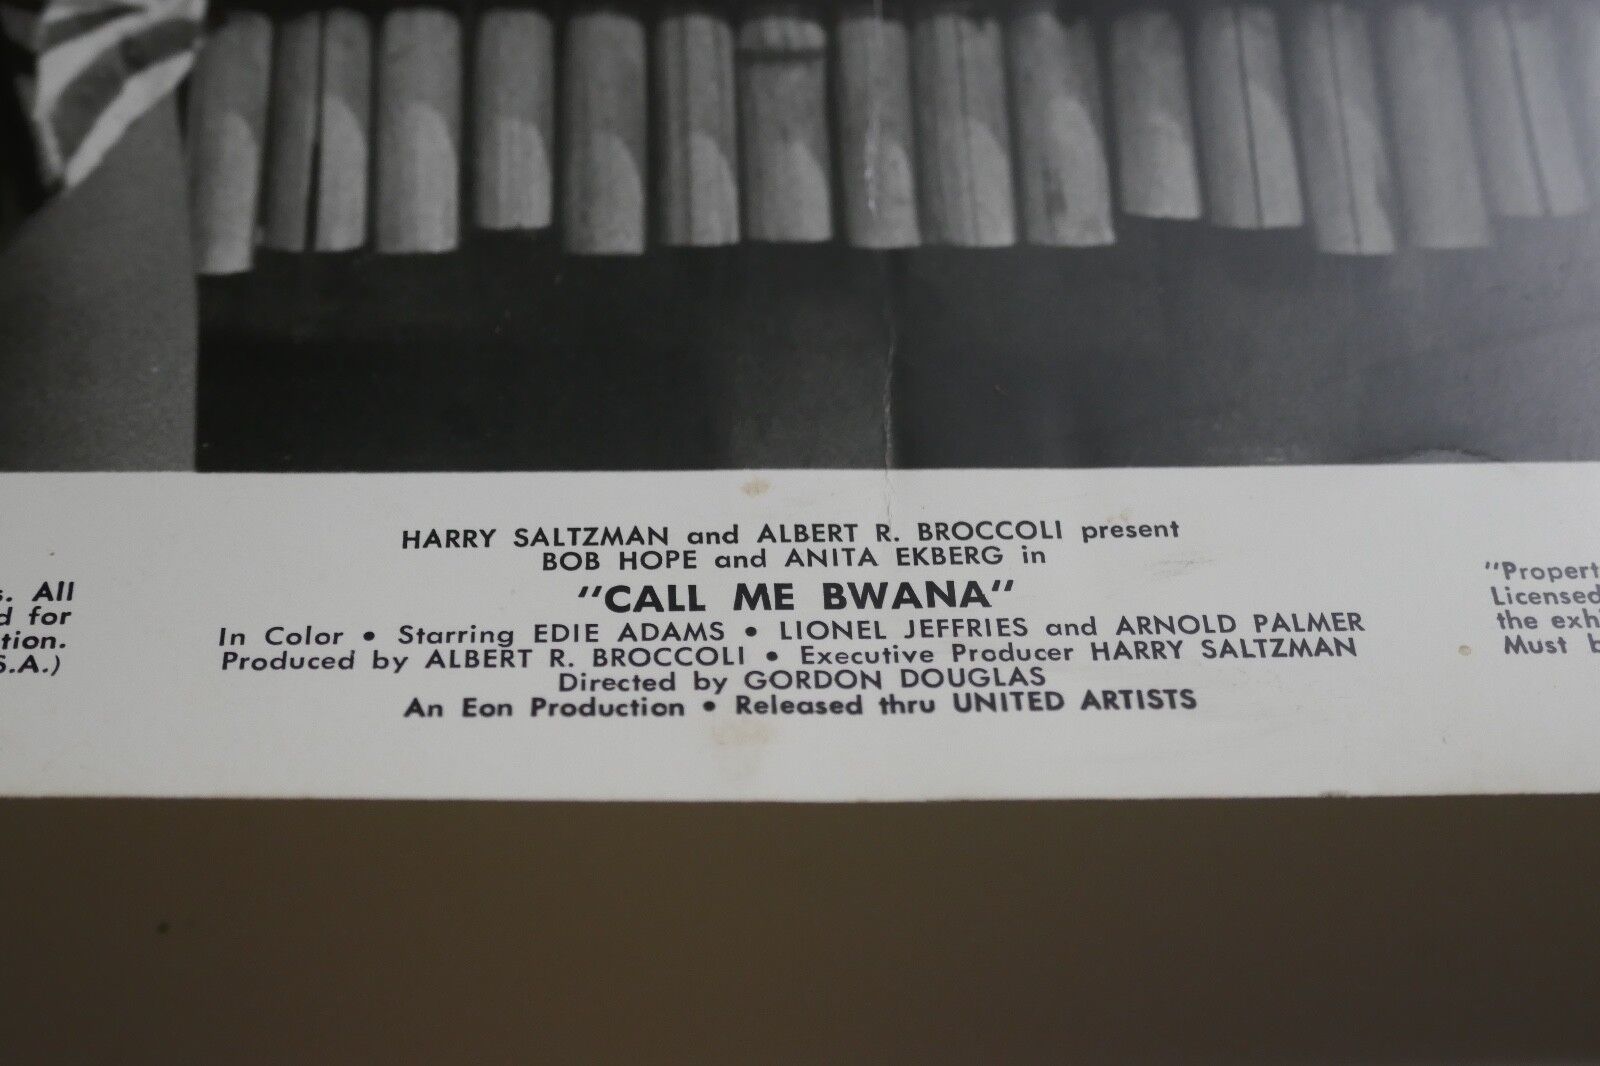 HARRY SALTZMAN and ALBERT R. BROCCOLI present
BOB HOPE and ANITA EKBERG in
"CALL ME BWANA"
In Color • Starring EDIE ADAMS • LIONEL JEFFRIES and ARNOLD PALMER
Produced by ALBERT R. BROCCOLI • Executive Producer HARRY SALTZMAN
Directed by GORDON DOUGLAS
An Eon Production • Released thru UNITED ARTISTS
All
for
tion.
S.A.)
"Propert
Licensed
the exhi
Must b